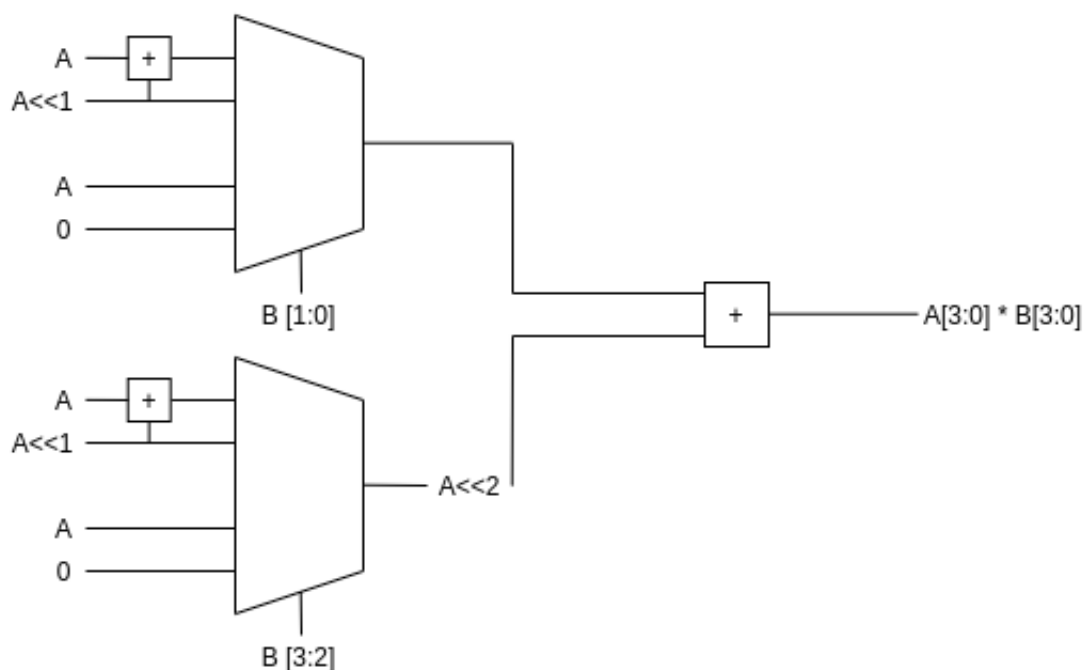 A
+
A<<1
A
0
B [1:0]
+
A[3:0] * B[3:0]
A
+
A<<1
A<<2
A
0
B [3:2]